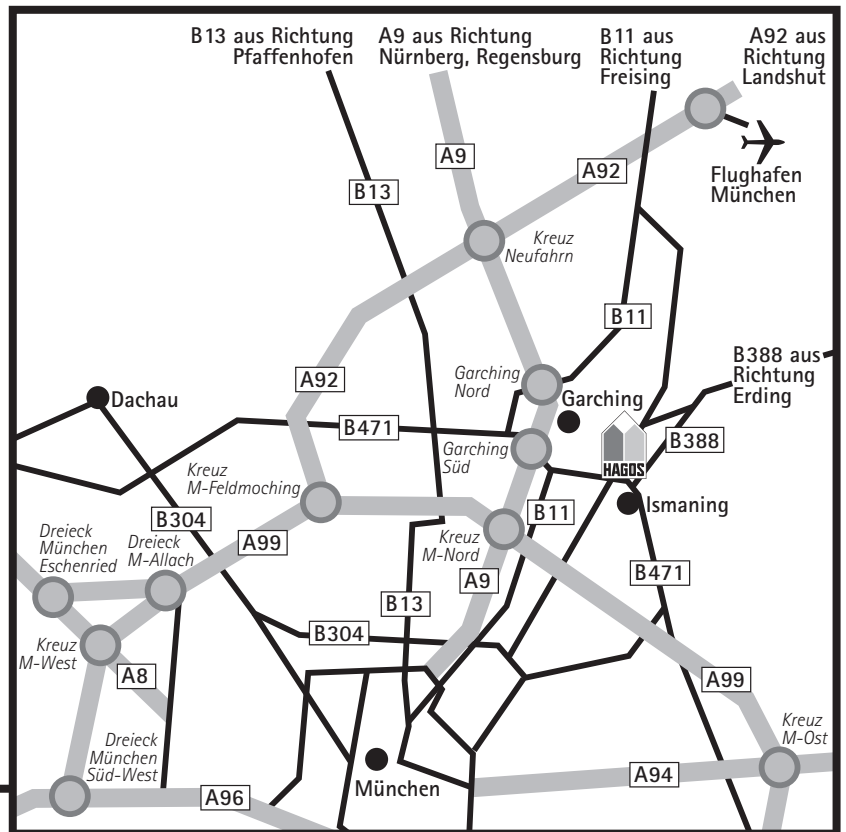 B13 aus Richtung
Pfaffenhofen
A9 aus Richtung
Nürnberg, Regensburg
B11 aus
Richtung
Freising
A92 aus
Richtung
Landshut
A9
A92
Flughafen
München
B13
Kreuz
Neufahrn
B11
B388 aus
Richtung
Erding
Garching
Nord
A92
Garching
Dachau
B471
B388
Garching
Süd
HAGOS
Kreuz
M-Feldmoching
Ismaning
B304
B11
Dreieck
München
Eschenried
Dreieck
M-Allach
A99
Kreuz
M-Nord
A9
B471
B13
B304
Kreuz
M-West
A8
A99
Kreuz
M-Ost
Dreieck
München
Süd-West
A94
München
A96